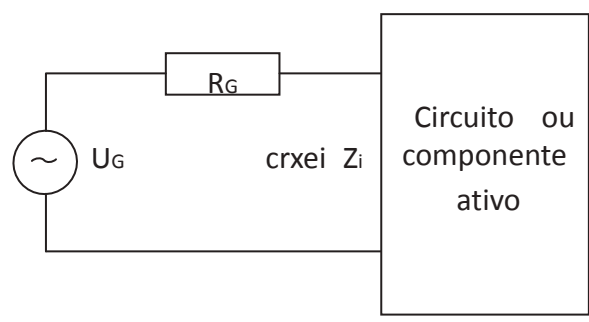 RG
Circuito ou
UG
crxei Zi
componente
ativo